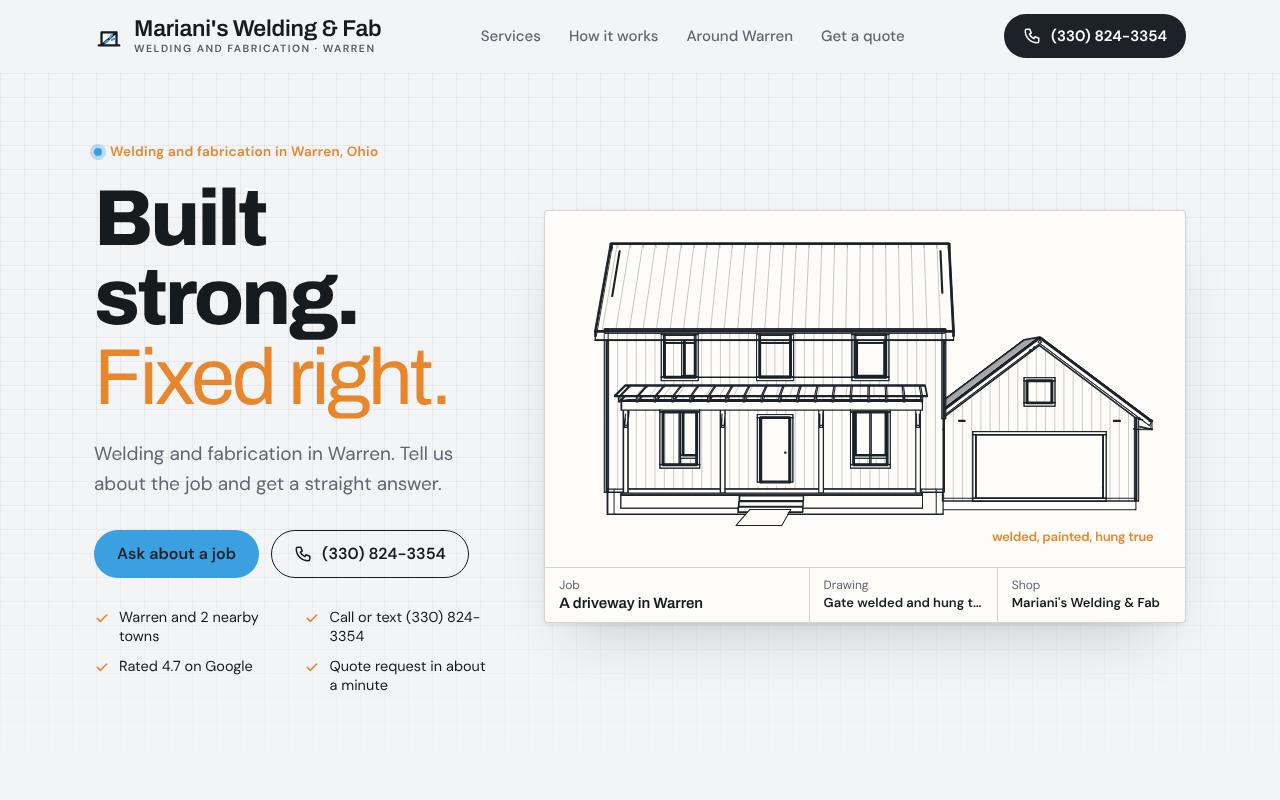 Mariani's Welding & Fab
WELDING AND FABRICATION · WARREN
Services
How it works
Around Warren
Get a quote
(330) 824-3354
Welding and fabrication in Warren, Ohio
Built
strong.
Fixed right.
Welding and fabrication in Warren. Tell us
about the job and get a straight answer.
Ask about a job
(330) 824-3354
Warren and 2 nearby
towns
Call or text (330) 824-
3354
Rated 4.7 on Google
Quote request in about
a minute
welded, painted, hung true
Job
A driveway in Warren
Drawing
Gate welded and hung t...
Shop
Mariani's Welding & Fab